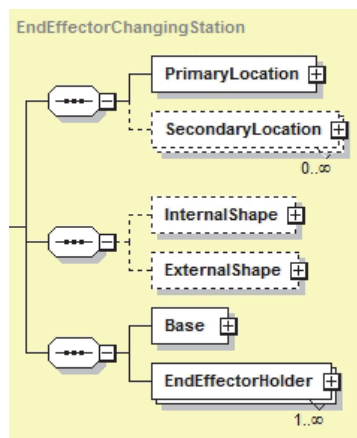 EndEffectorChangingStation
PrimaryLocation
SecondaryLocation
0..∞
InternalShape
ExternalShape
Base
EndEffectorHolder
1..∞